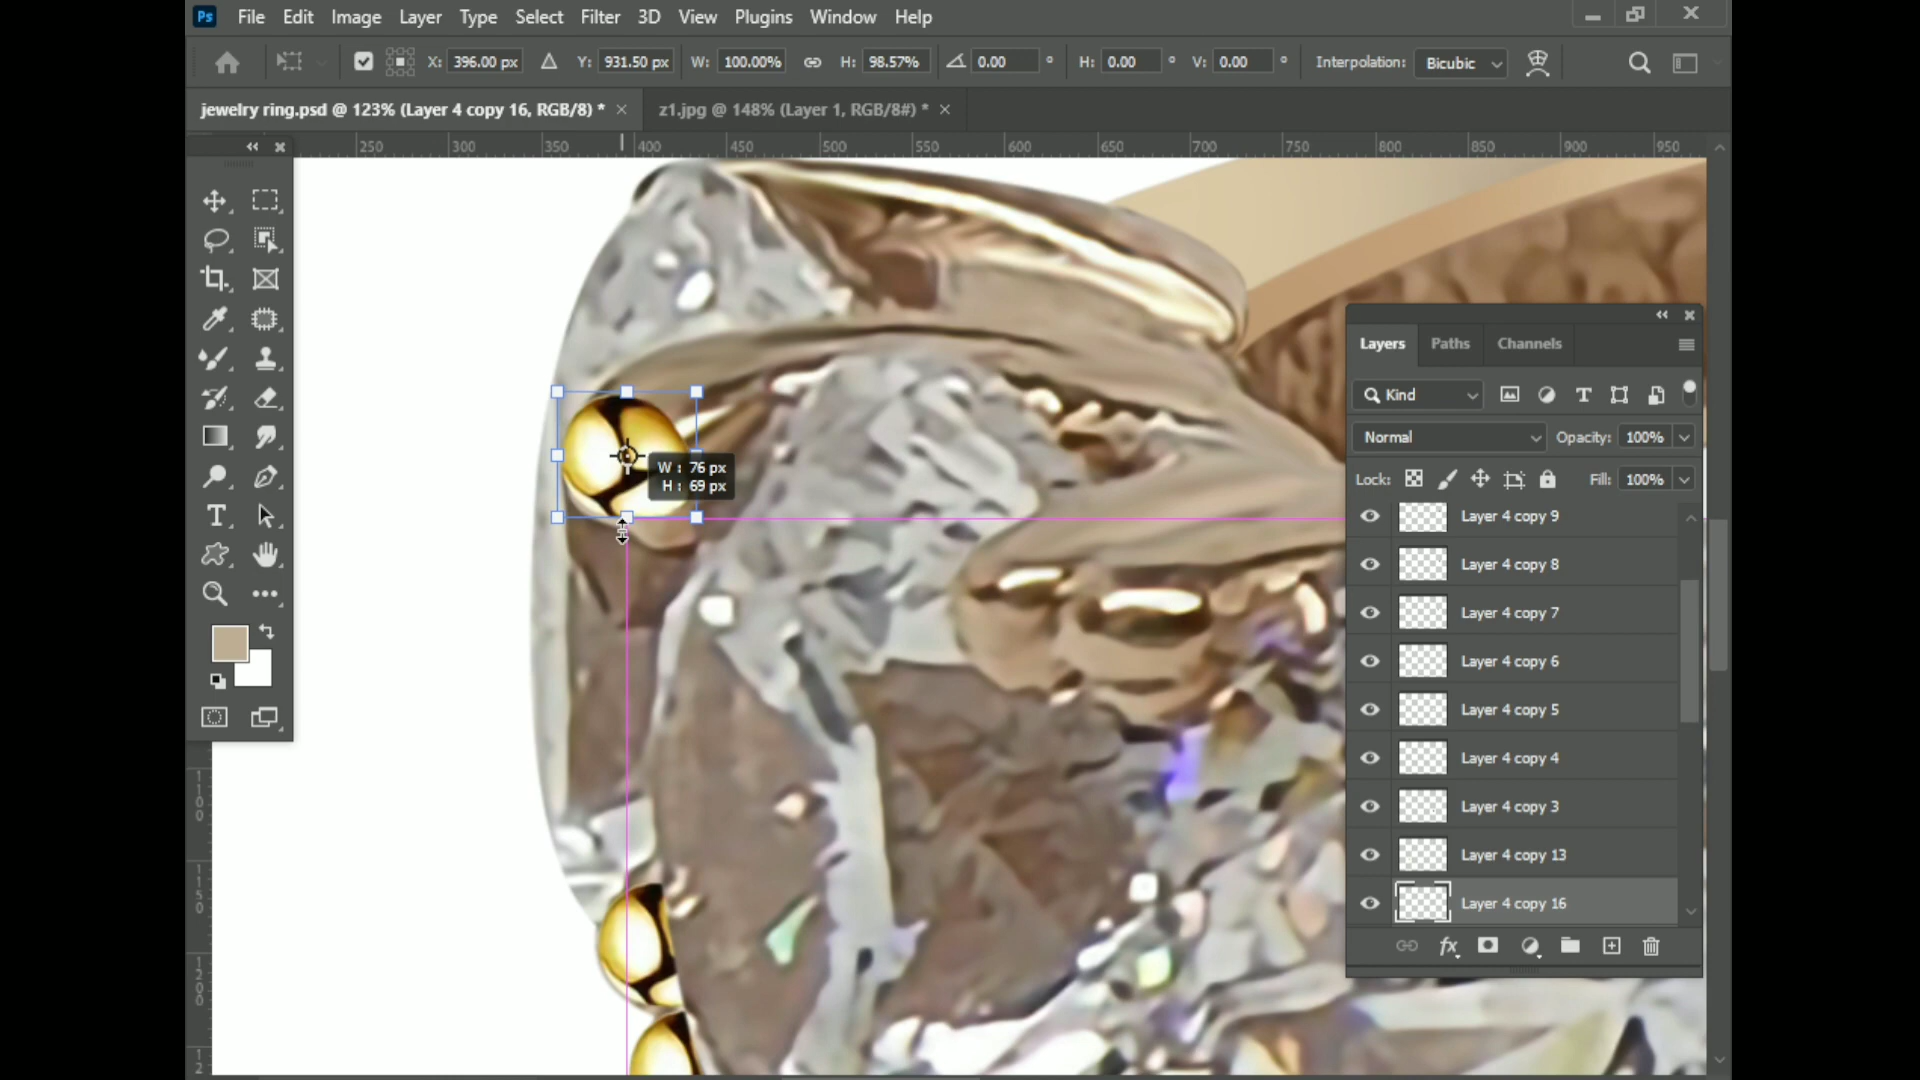 Ps File Edit Image Layer Type Select Filter 3D View Plugins Window Help
X: 396.00 px Y: 931.50 px W: 100.00% H: 98.57% 0.00 ° H: 0.00 ° V: 0.00 ° Interpolation: Bicubic
jewelry ring.psd @ 123% (Layer 4 copy 16, RGB/8) * × z1.jpg @ 148% (Layer 1, RGB/8#) * ×
250 300 350 400 450 500 550 600 650 700 750 800 850 900 950
W : 76 px
H : 69 px
Layers Paths Channels
Kind
Normal Opacity: 100%
Lock: Fill: 100%
Layer 4 copy 9
Layer 4 copy 8
Layer 4 copy 7
Layer 4 copy 6
Layer 4 copy 5
Layer 4 copy 4
Layer 4 copy 3
Layer 4 copy 13
Layer 4 copy 16
fx
1100
1150
1200
12